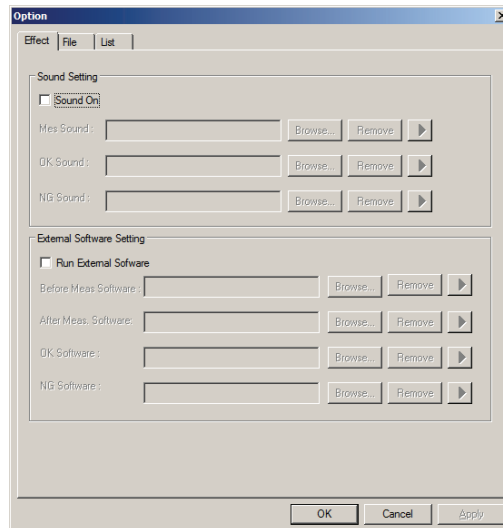 Option
Effect File List
Sound Setting
Sound On
Mes Sound : Browse... Remove
OK Sound : Browse... Remove
NG Sound : Browse... Remove
External Software Setting
Run External Sofware
Before Meas Software : Browse... Remove
After Meas. Software: Browse... Remove
OK Software : Browse... Remove
NG Software : Browse... Remove
OK Cancel Apply